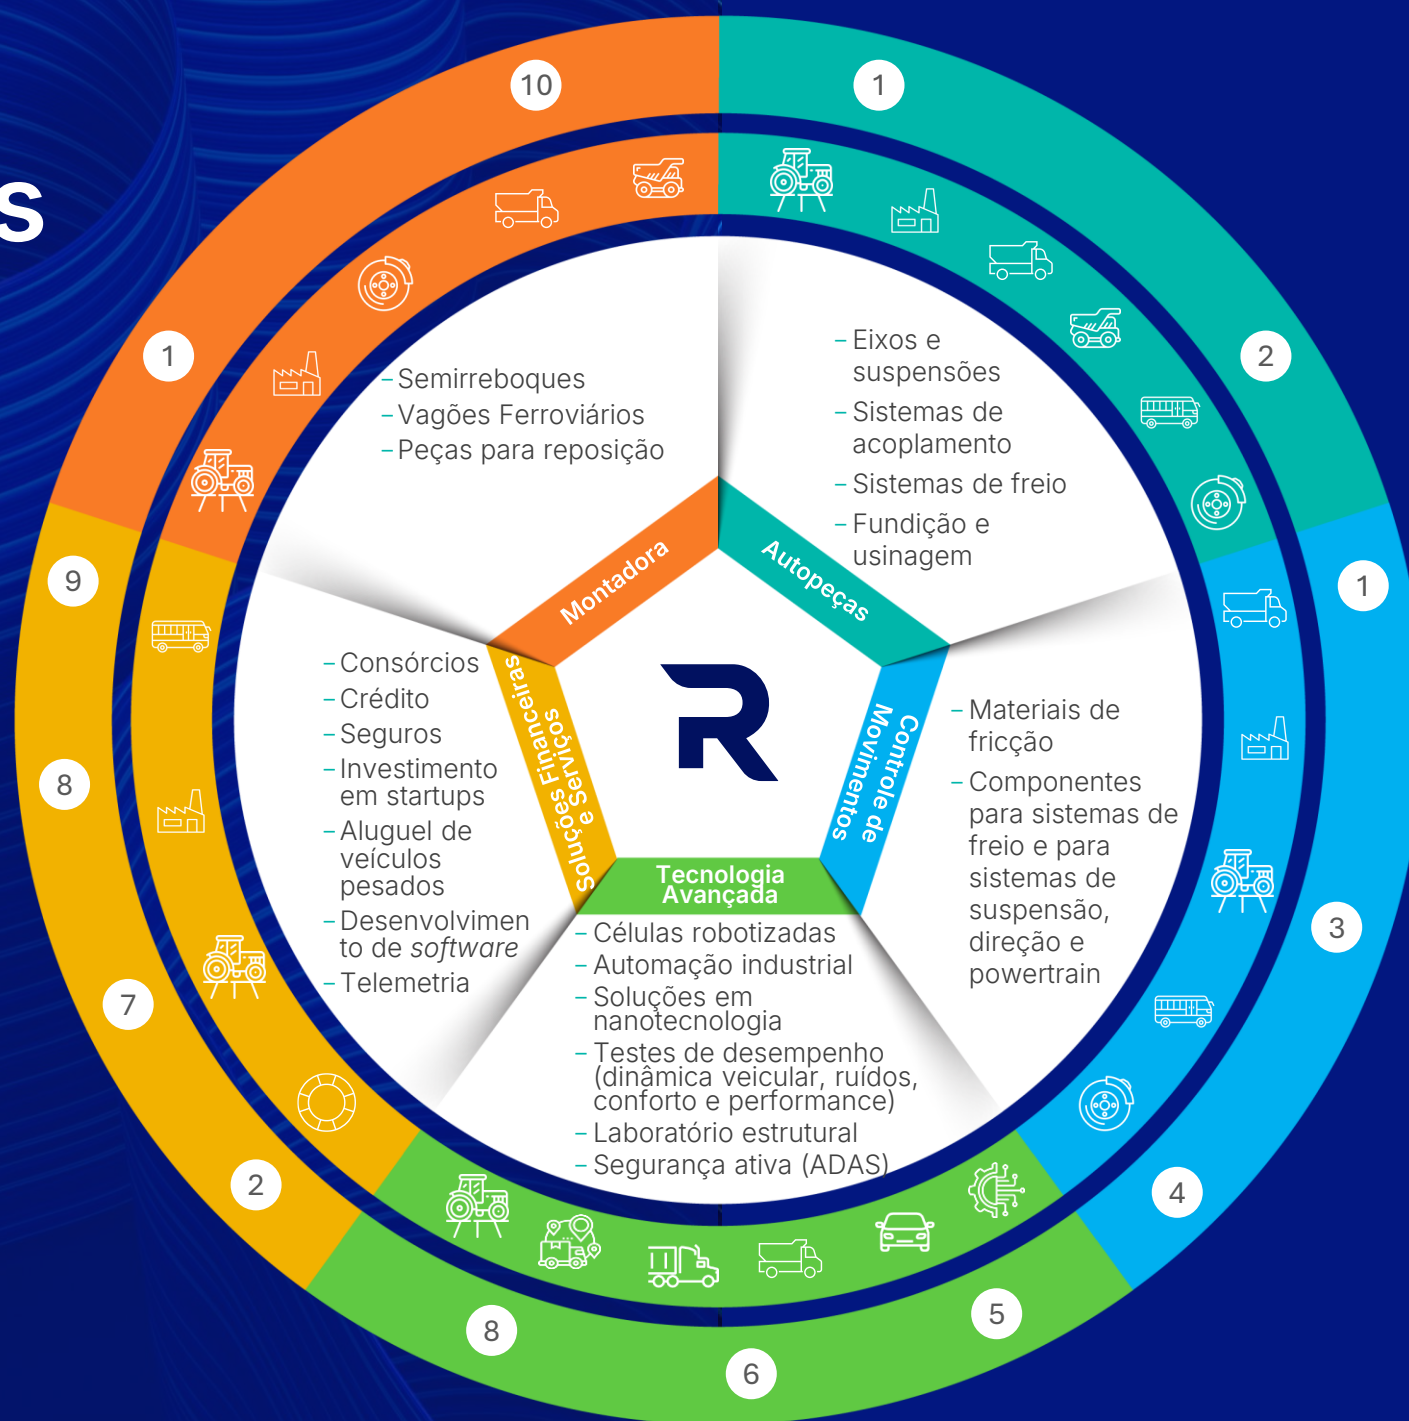 s
10
1
1
2
– Semirreboques
– Vagões Ferroviários
– Peças para reposição
– Eixos e
suspensões
– Sistemas de
acoplamento
– Sistemas de freio
– Fundição e
usinagem
Montadora
Autopeças
9
8
7
2
1
3
4
– Consórcios
– Crédito
– Seguros
– Investimento
em startups
– Aluguel de
veículos
pesados
– Desenvolvimen
to de software
– Telemetria
Soluções Financeiras
e Serviços
R
Controle de
Movimentos
– Materiais de
fricção
– Componentes
para sistemas de
freio e para
sistemas de
suspensão,
direção e
powertrain
Tecnologia
Avançada
– Células robotizadas
– Automação industrial
– Soluções em
nanotecnologia
– Testes de desempenho
(dinâmica veicular, ruídos,
conforto e performance)
– Laboratório estrutural
– Segurança ativa (ADAS)
8
6
5